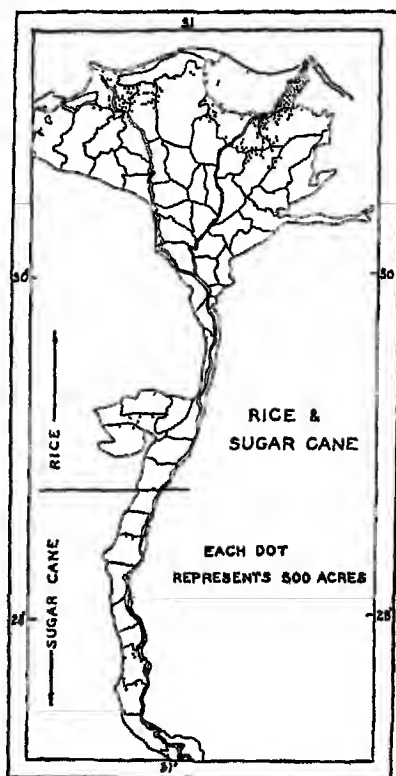 31
30
30
RICE
RICE &
SUGAR CANE
SUGAR CANE
EACH DOT
REPRESENTS 500 ACRES
28
28
31°